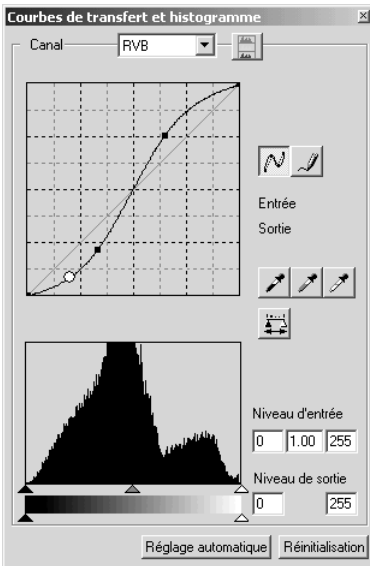 Courbes de transfert et histogramme
Canal RVB
Entrée
Sortie
Niveau d'entrée
0 1.00 255
Niveau de sortie
0 255
Réglage automatique Réinitialisation